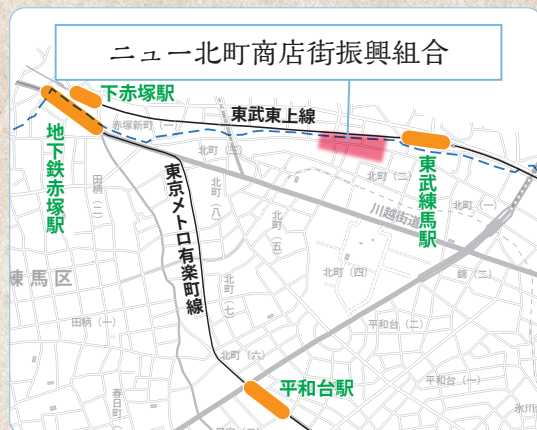 ニュー北町商店街振興組合
下赤塚駅
東武東上線
赤塚新町（一）
地下鉄赤塚駅
北町（三）
東武練馬駅
田柄（二）
東京メトロ有楽町線
北町（八）
北町（二）
川越街道
北町（一）
北町（五）
練馬区
北町（四）
錦（二）
北町（七）
田柄（一）
平和台（二）
北町（六）
平和台駅
平和台（一）
春日町
氷川